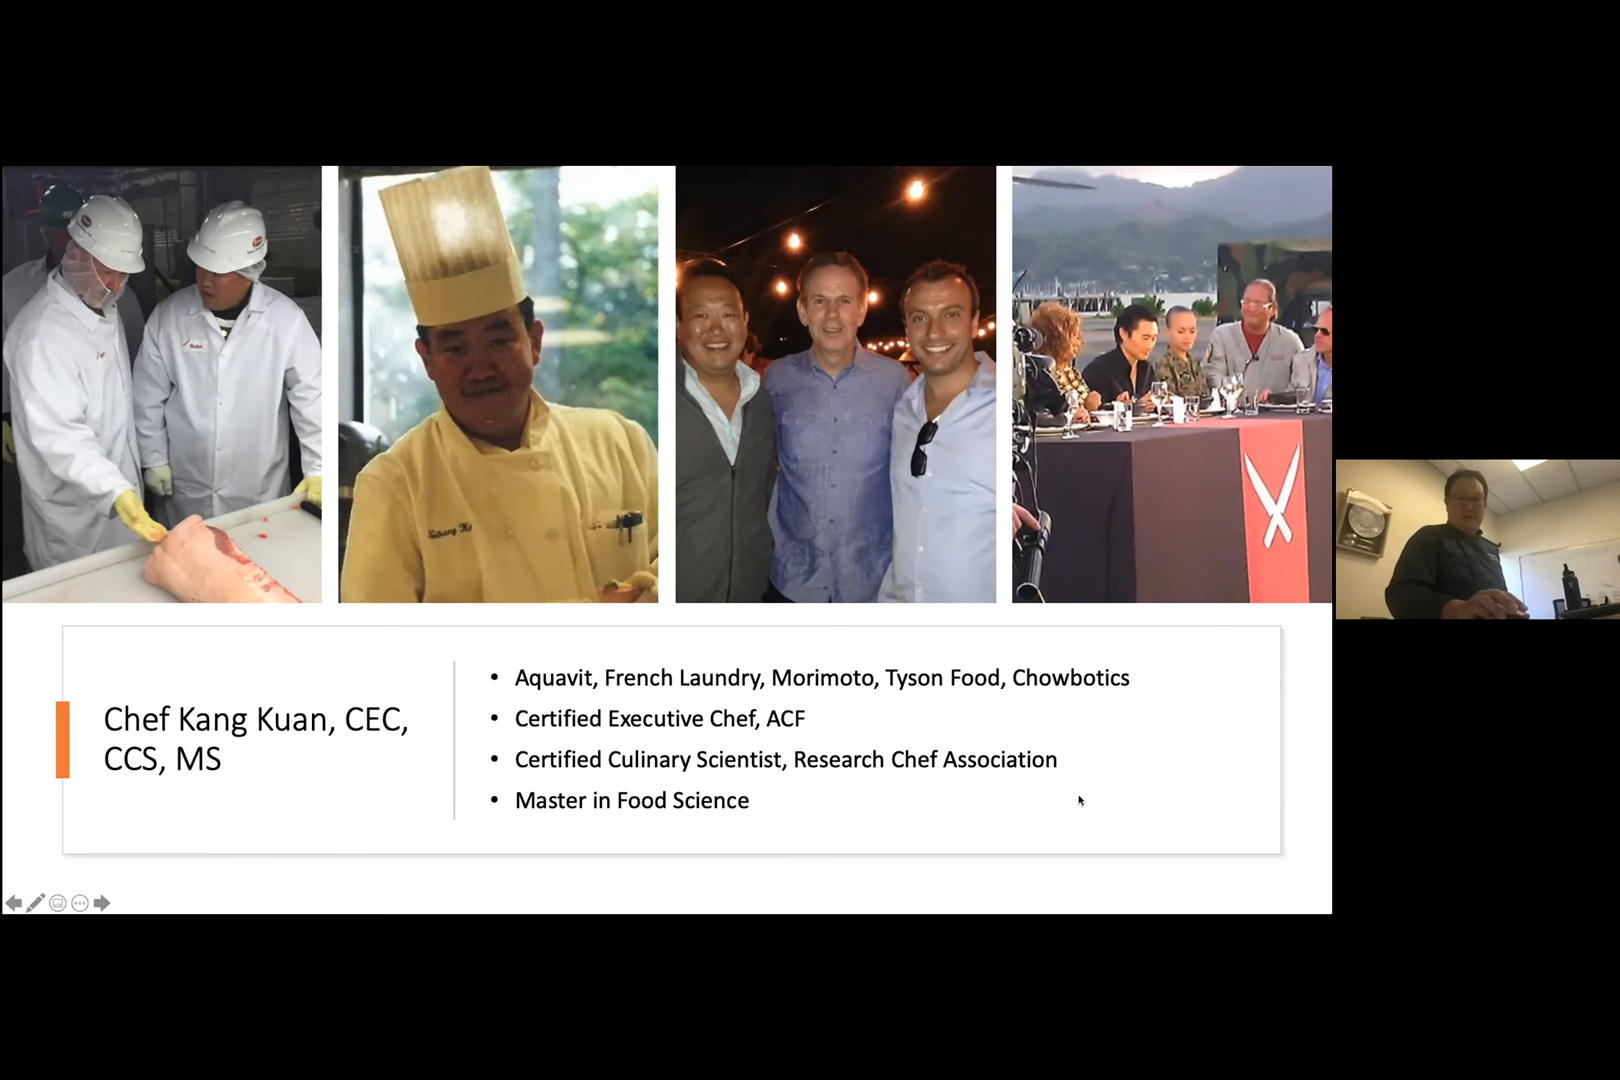 Chef Kang Kuan, CEC,
CCS, MS
• Aquavit, French Laundry, Morimoto, Tyson Food, Chowbotics
• Certified Executive Chef, ACF
• Certified Culinary Scientist, Research Chef Association
• Master in Food Science